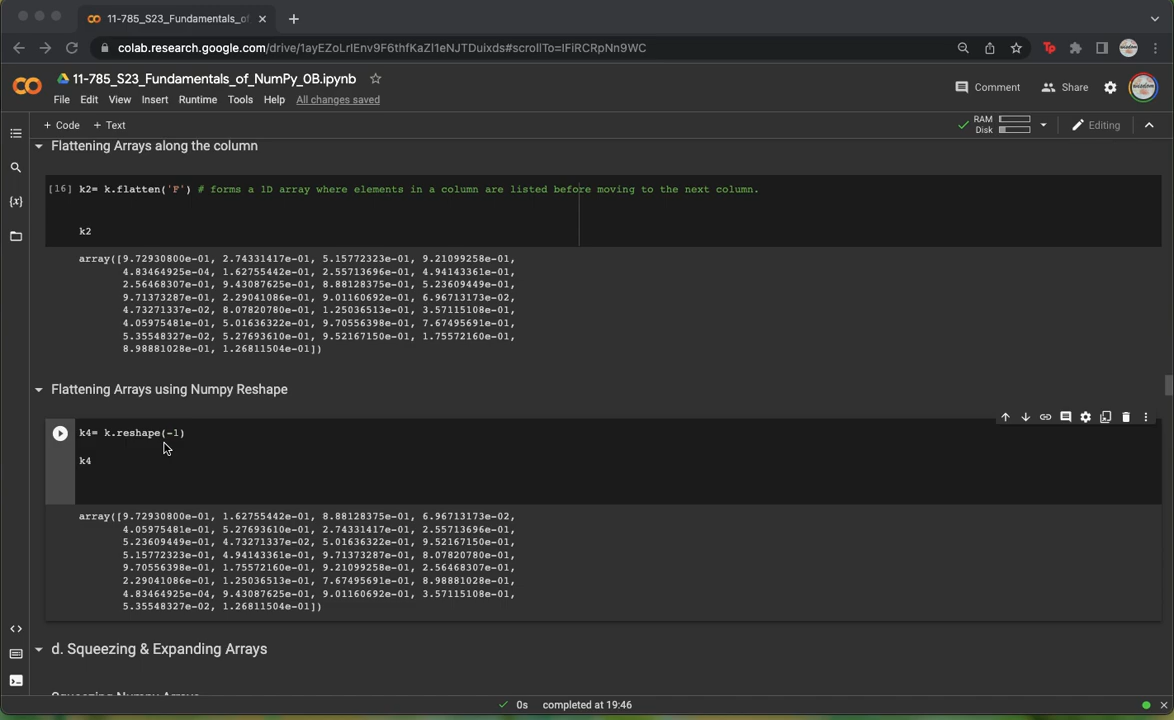 11-785_S23_Fundamentals_of
colab.research.google.com/drive/1ayEZoLrIEnv9F6thfKaZl1eNJTDuixds#scrollTo=IFiRCRpNn9WC
11-785_S23_Fundamentals_of_NumPy_0B.ipynb
File Edit View Insert Runtime Tools Help All changes saved
Comment Share
+ Code + Text
RAM
Disk
Editing
Flattening Arrays along the column
[16] k2= k.flatten('F') # forms a 1D array where elements in a column are listed before moving to the next column.
k2
array([9.72930800e-01, 2.74331417e-01, 5.15772323e-01, 9.21099258e-01,
4.83464925e-04, 1.62755442e-01, 2.55713696e-01, 4.94143361e-01,
2.56468307e-01, 9.43087625e-01, 8.88128375e-01, 5.23609449e-01,
9.71373287e-01, 2.29041086e-01, 9.01160692e-01, 6.96713173e-02,
4.73271337e-02, 8.07820780e-01, 1.25036513e-01, 3.57115108e-01,
4.05975481e-01, 5.01636322e-01, 9.70556398e-01, 7.67495691e-01,
5.35548327e-02, 5.27693610e-01, 9.52167150e-01, 1.75572160e-01,
8.98881028e-01, 1.26811504e-01])
Flattening Arrays using Numpy Reshape
k4= k.reshape(-1)
k4
array([9.72930800e-01, 1.62755442e-01, 8.88128375e-01, 6.96713173e-02,
4.05975481e-01, 5.27693610e-01, 2.74331417e-01, 2.55713696e-01,
5.23609449e-01, 4.73271337e-02, 5.01636322e-01, 9.52167150e-01,
5.15772323e-01, 4.94143361e-01, 9.71373287e-01, 8.07820780e-01,
9.70556398e-01, 1.75572160e-01, 9.21099258e-01, 2.56468307e-01,
2.29041086e-01, 1.25036513e-01, 7.67495691e-01, 8.98881028e-01,
4.83464925e-04, 9.43087625e-01, 9.01160692e-01, 3.57115108e-01,
5.35548327e-02, 1.26811504e-01])
d. Squeezing & Expanding Arrays
Squeezing Numpy Arrays
0s completed at 19:46